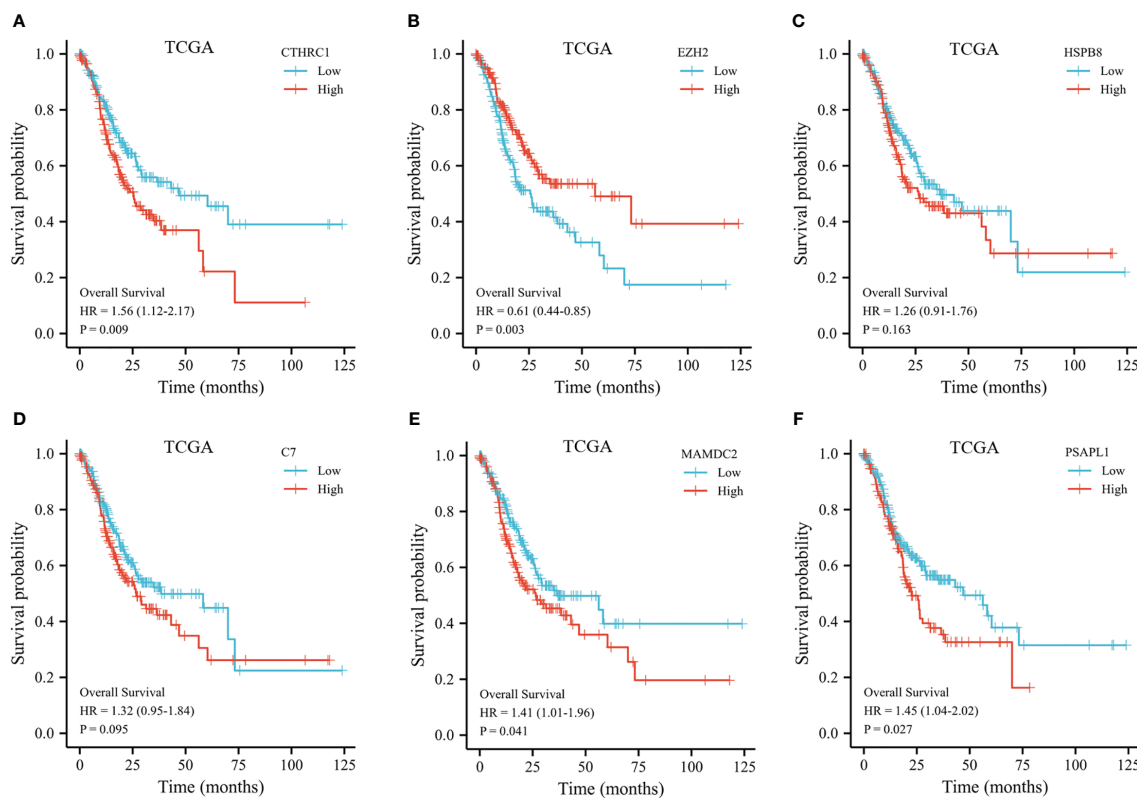 A
TCGA
CTHRC1
Low
High
Survival probability
1.0
0.8
0.6
0.4
0.2
0.0
Overall Survival
HR = 1.56 (1.12-2.17)
P = 0.009
0 25 50 75 100 125
Time (months)
B
TCGA
EZH2
Low
High
Survival probability
1.0
0.8
0.6
0.4
0.2
0.0
Overall Survival
HR = 0.61 (0.44-0.85)
P = 0.003
0 25 50 75 100 125
Time (months)
C
TCGA
HSPB8
Low
High
Survival probability
1.0
0.8
0.6
0.4
0.2
0.0
Overall Survival
HR = 1.26 (0.91-1.76)
P = 0.163
0 25 50 75 100 125
Time (months)
D
TCGA
C7
Low
High
Survival probability
1.0
0.8
0.6
0.4
0.2
0.0
Overall Survival
HR = 1.32 (0.95-1.84)
P = 0.095
0 25 50 75 100 125
Time (months)
E
TCGA
MAMDC2
Low
High
Survival probability
1.0
0.8
0.6
0.4
0.2
0.0
Overall Survival
HR = 1.41 (1.01-1.96)
P = 0.041
0 25 50 75 100 125
Time (months)
F
TCGA
PSAPL1
Low
High
Survival probability
1.0
0.8
0.6
0.4
0.2
0.0
Overall Survival
HR = 1.45 (1.04-2.02)
P = 0.027
0 25 50 75 100 125
Time (months)